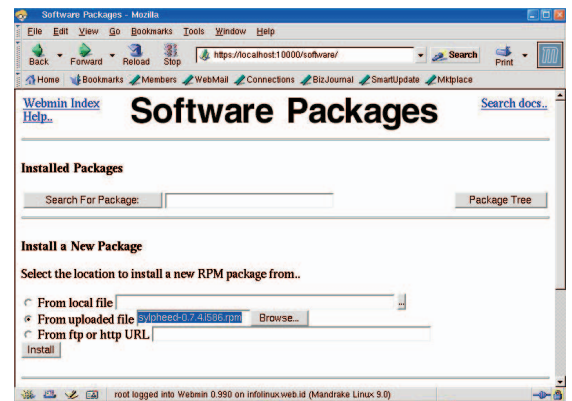 Software Packages - Mozilla
File Edit View Go Bookmarks Tools Window Help
Back Forward Reload Stop https://localhost:10000/software/ Search Print
Home Bookmarks Members WebMail Connections BizJournal SmartUpdate Mktplace
Webmin Index
Help..
Software Packages
Search docs..
Installed Packages
Search For Package:
Package Tree
Install a New Package
Select the location to install a new RPM package from..
From local file ...
From uploaded file sylpheed-0.7.4.i586.rpm Browse...
From ftp or http URL
Install
root logged into Webmin 0.990 on infolinux.web.id (Mandrake Linux 9.0)